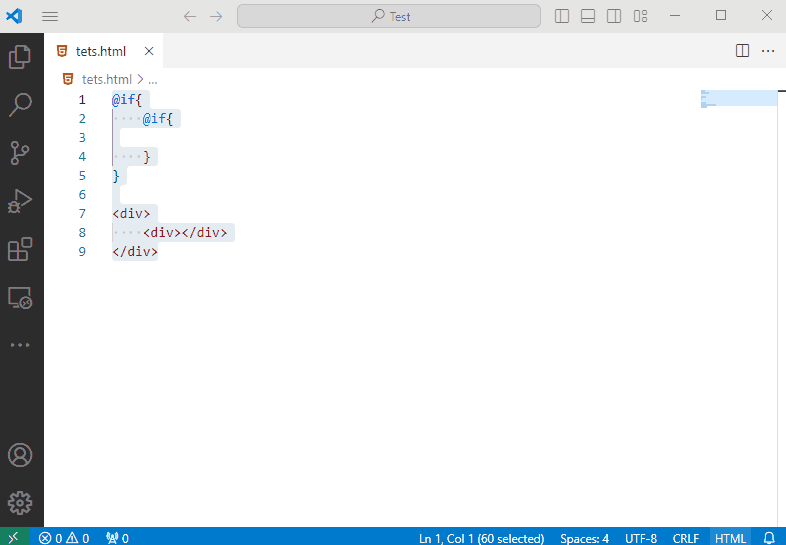 Test
tets.html
tets.html > ...
1 @if{
2 ····@if{
3
4 ····}
5 }
6
7 <div>
8 ····<div></div>
9 </div>
0 0 0 Ln 1, Col 1 (60 selected) Spaces: 4 UTF-8 CRLF HTML